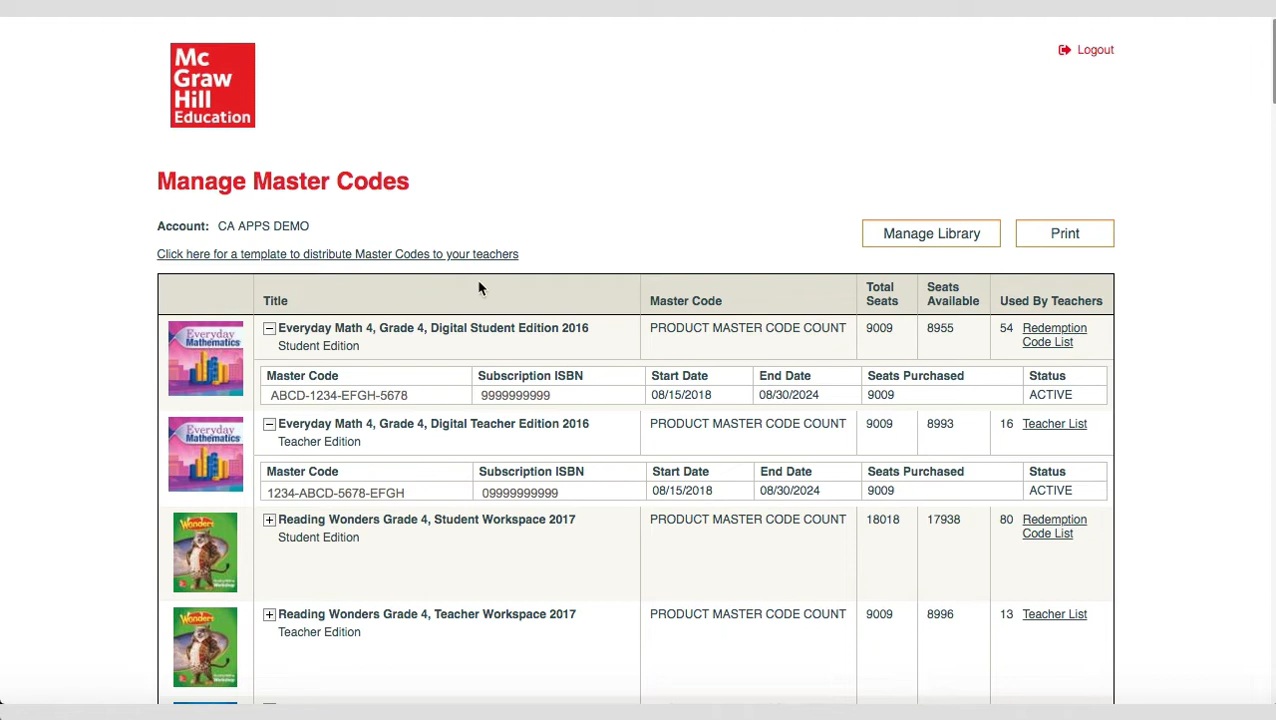 Mc
Graw
Hill
Education
Logout
Manage Master Codes
Account: CA APPS DEMO
Manage Library
Print
Click here for a template to distribute Master Codes to your teachers
Title
Master Code
Total Seats
Seats Available
Used By Teachers
Everyday Mathematics
Everyday Math 4, Grade 4, Digital Student Edition 2016
Student Edition
PRODUCT MASTER CODE COUNT
9009
8955
54
Redemption Code List
Master Code Subscription ISBN Start Date End Date Seats Purchased Status
ABCD-1234-EFGH-5678 9999999999 08/15/2018 08/30/2024 9009 ACTIVE
Everyday Mathematics
Everyday Math 4, Grade 4, Digital Teacher Edition 2016
Teacher Edition
PRODUCT MASTER CODE COUNT
9009
8993
16
Teacher List
Master Code Subscription ISBN Start Date End Date Seats Purchased Status
1234-ABCD-5678-EFGH 09999999999 08/15/2018 08/30/2024 9009 ACTIVE
Wonders
Reading Wonders Grade 4, Student Workspace 2017
Student Edition
PRODUCT MASTER CODE COUNT
18018
17938
80
Redemption Code List
Wonders
Reading Wonders Grade 4, Teacher Workspace 2017
Teacher Edition
PRODUCT MASTER CODE COUNT
9009
8996
13
Teacher List